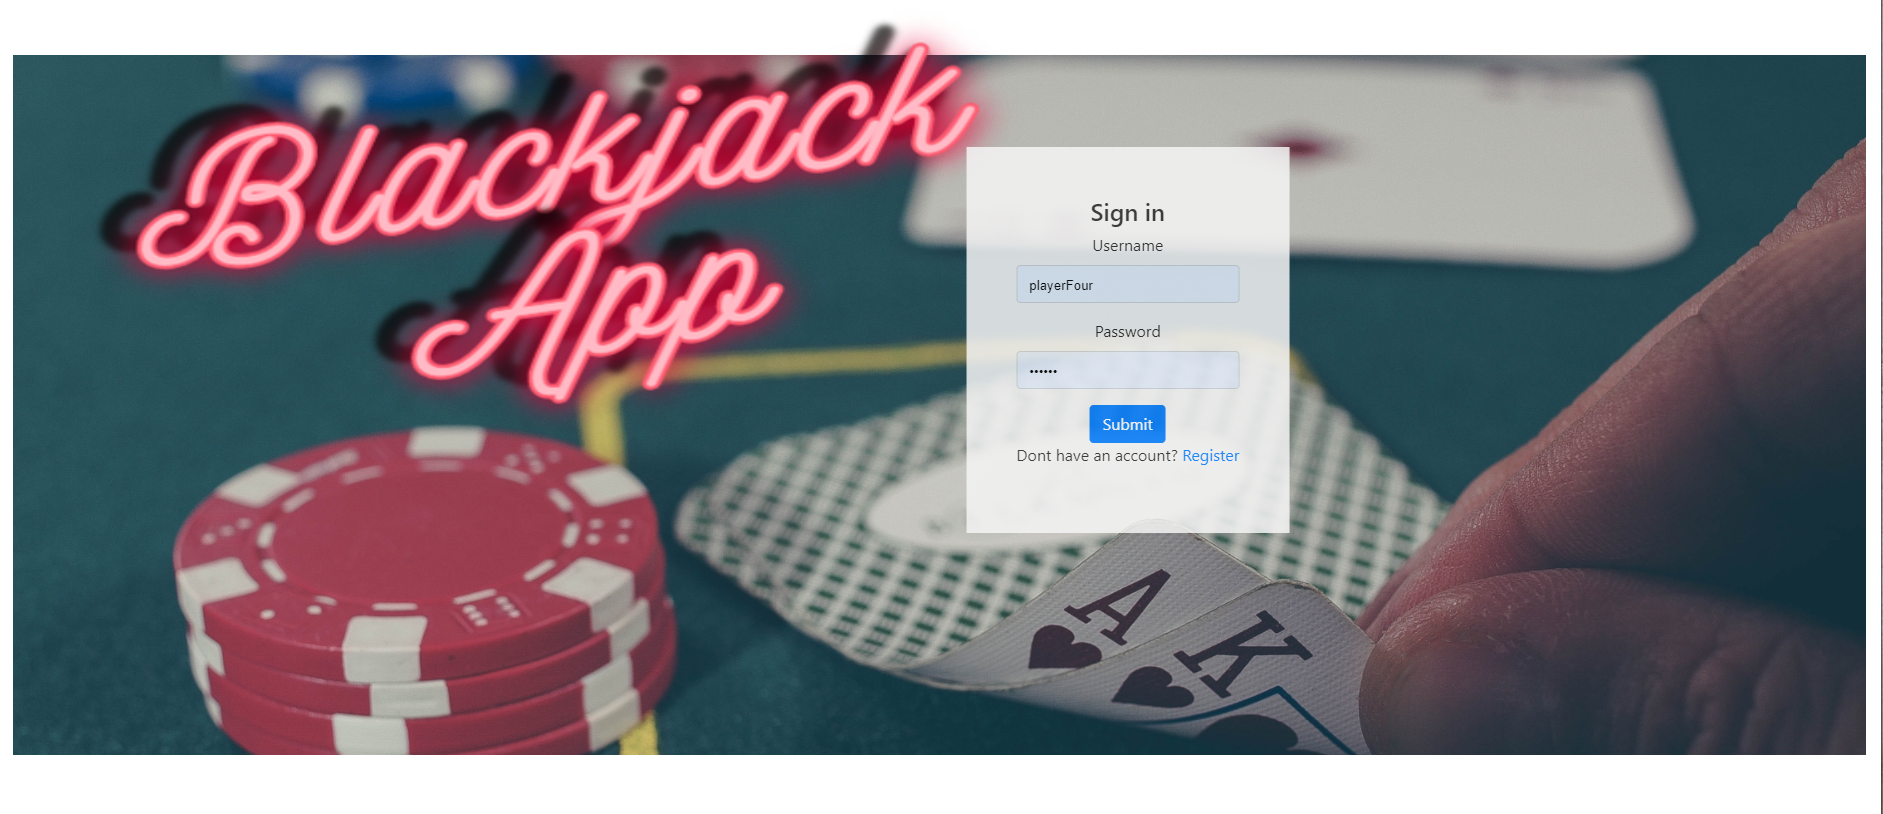 Blackjack
App
Sign in
Username
playerFour
Password
••••••
Submit
Dont have an account? Register
A
K